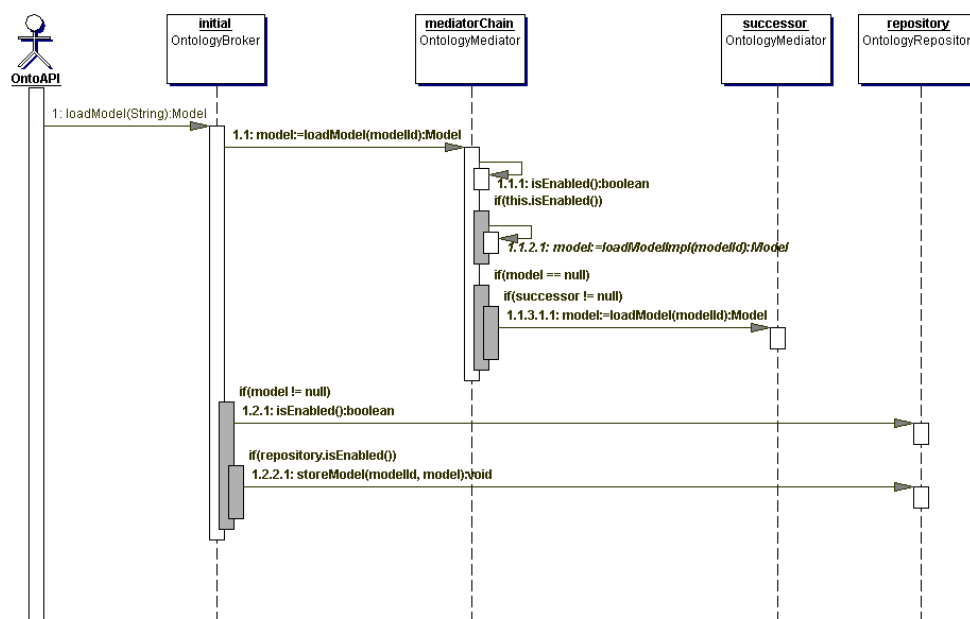 initial
OntologyBroker
mediatorChain
OntologyMediator
successor
OntologyMediator
repository
OntologyRepositor
OntoAPI
1: loadModel(String):Model
1.1: model:=loadModel(modelId):Model
1.1.1: isEnabled():boolean
if(this.isEnabled())
1.1.2.1: model:=loadModelImpl(modelId):Model
if(model == null)
if(successor != null)
1.1.3.1.1: model:=loadModel(modelId):Model
if(model != null)
1.2.1: isEnabled():boolean
if(repository.isEnabled())
1.2.2.1: storeModel(modelId, model):void